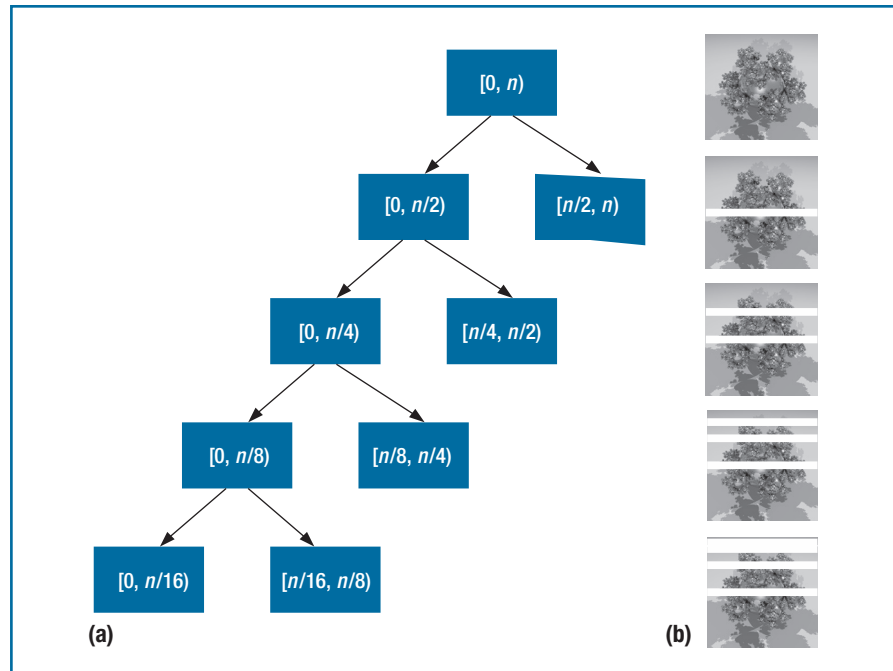 [0, n)
[0, n/2)
[n/2, n)
[0, n/4)
[n/4, n/2)
[0, n/8)
[n/8, n/4)
[0, n/16)
[n/16, n/8)
(a)
(b)